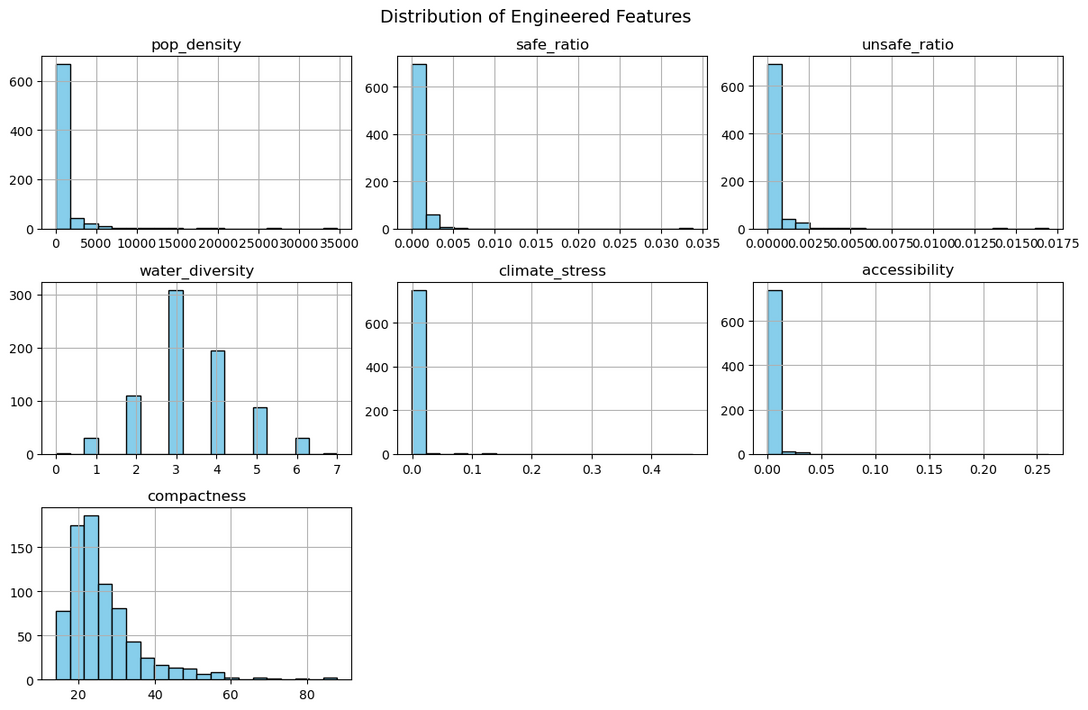 Distribution of Engineered Features
pop_density
safe_ratio
unsafe_ratio
600
400
200
0
0 5000 10000 15000 20000 25000 30000 35000
600
400
200
0
0.000 0.005 0.010 0.015 0.020 0.025 0.030 0.035
600
400
200
0
0.0000 0.0025 0.0050 0.0075 0.0100 0.0125 0.0150 0.0175
water_diversity
climate_stress
accessibility
300
200
100
0
0 1 2 3 4 5 6 7
600
400
200
0
0.0 0.1 0.2 0.3 0.4
600
400
200
0
0.00 0.05 0.10 0.15 0.20 0.25
compactness
150
100
50
0
20 40 60 80